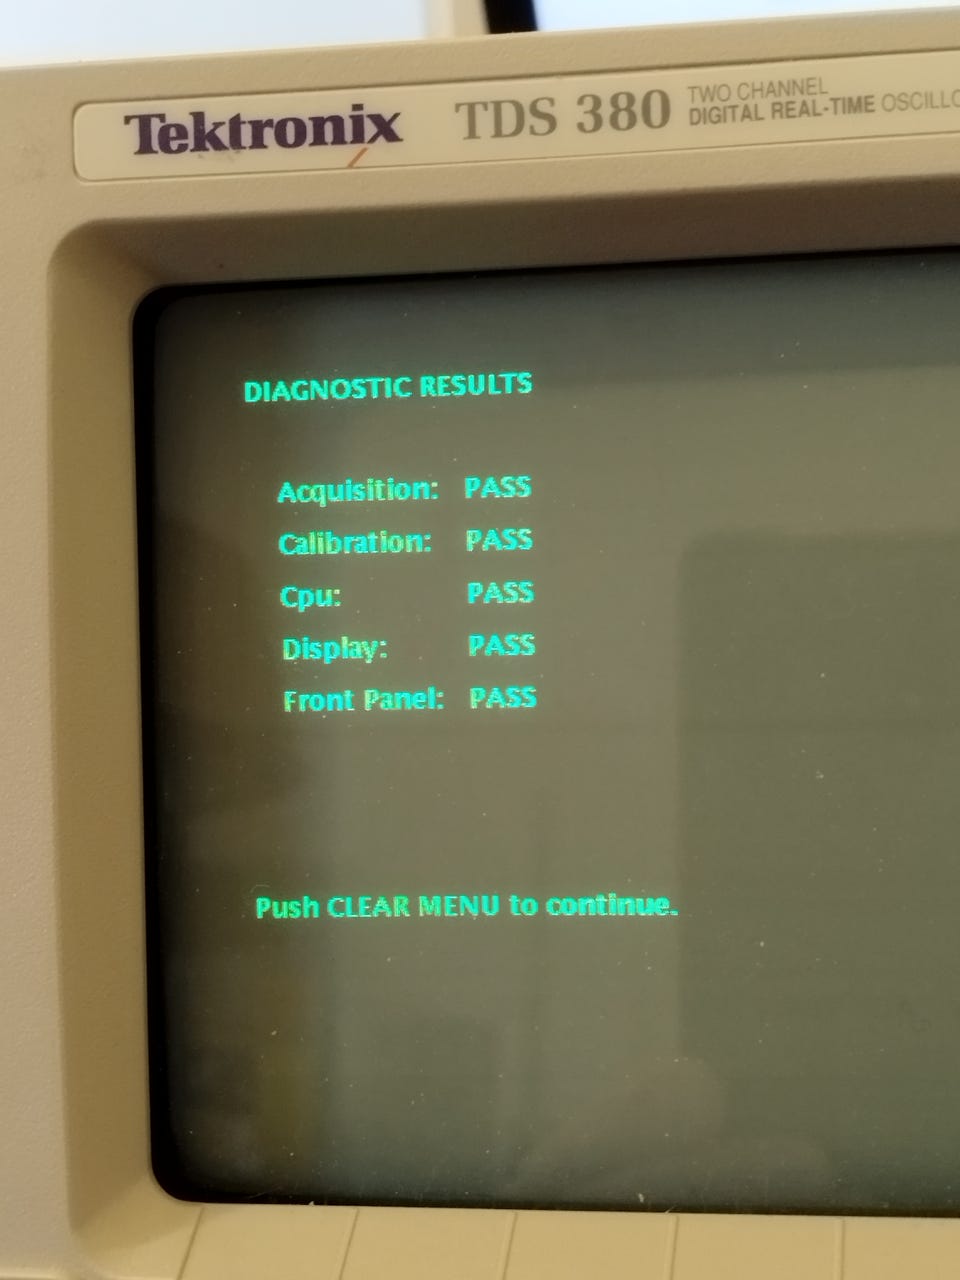 Tektronix TDS 380 TWO CHANNEL
DIGITAL REAL-TIME
DIAGNOSTIC RESULTS
Acquisition: PASS
Calibration: PASS
Cpu: PASS
Display: PASS
Front Panel: PASS
Push CLEAR MENU to continue.